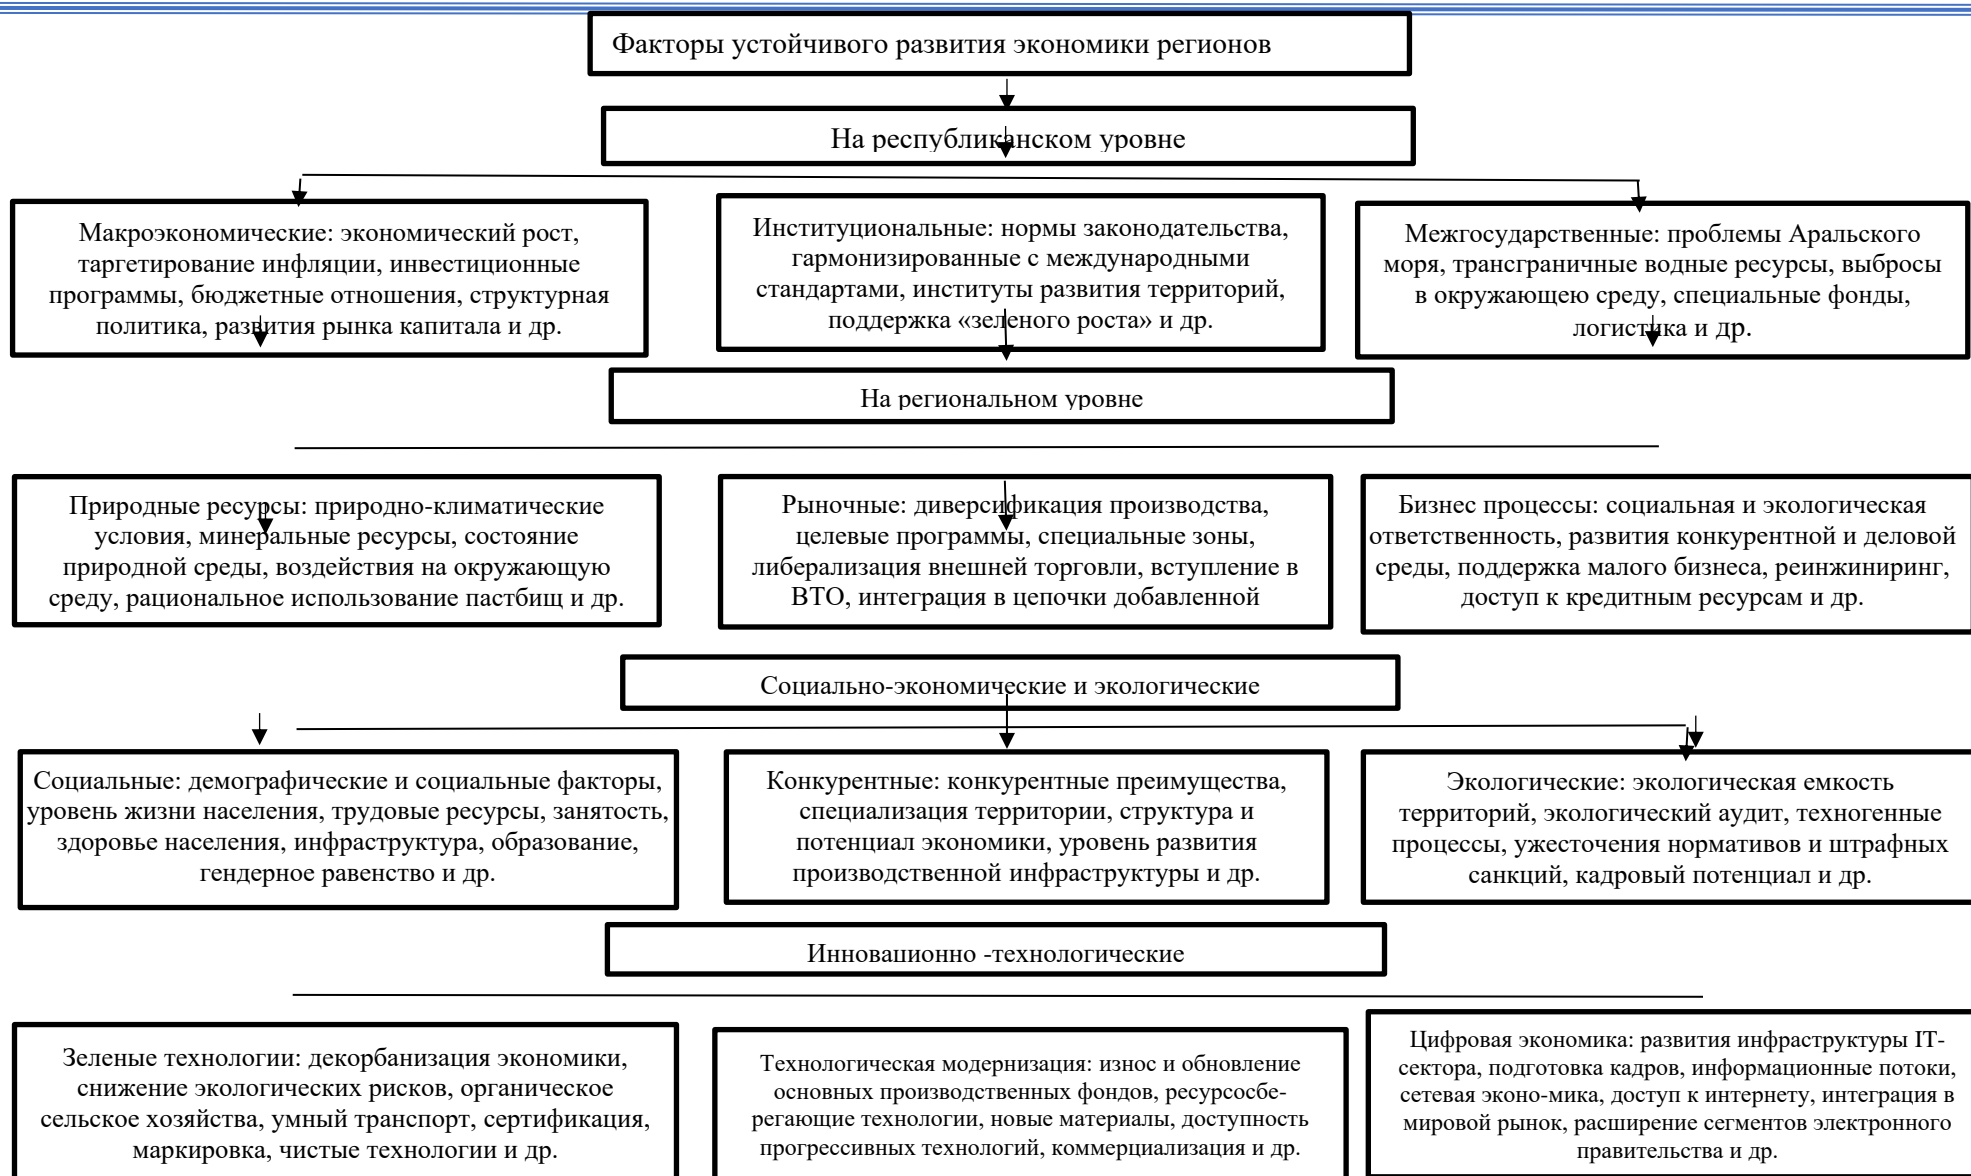 Факторы устойчивого развития экономики регионов
На республиканском уровне
Макроэкономические: экономический рост,
таргетирование инфляции, инвестиционные
программы, бюджетные отношения, структурная
политика, развития рынка капитала и др.
Институциональные: нормы законодательства,
гармонизированные с международными
стандартами, институты развития территорий,
поддержка «зеленого роста» и др.
Межгосударственные: проблемы Аральского
моря, трансграничные водные ресурсы, выбросы
в окружающею среду, специальные фонды,
логистика и др.
На региональном уровне
Природные ресурсы: природно-климатические
условия, минеральные ресурсы, состояние
природной среды, воздействия на окружающую
среду, рациональное использование пастбищ и др.
Рыночные: диверсификация производства,
целевые программы, специальные зоны,
либерализация внешней торговли, вступление в
ВТО, интеграция в цепочки добавленной
Бизнес процессы: социальная и экологическая
ответственность, развития конкурентной и деловой
среды, поддержка малого бизнеса, реинжиниринг,
доступ к кредитным ресурсам и др.
Социально-экономические и экологические
Социальные: демографические и социальные факторы,
уровень жизни населения, трудовые ресурсы, занятость,
здоровье населения, инфраструктура, образование,
гендерное равенство и др.
Конкурентные: конкурентные преимущества,
специализация территории, структура и
потенциал экономики, уровень развития
производственной инфраструктуры и др.
Экологические: экологическая емкость
территорий, экологический аудит, техногенные
процессы, ужесточения нормативов и штрафных
санкций, кадровый потенциал и др.
Инновационно -технологические
Зеленые технологии: декорбанизация экономики,
снижение экологических рисков, органическое
сельское хозяйства, умный транспорт, сертификация,
маркировка, чистые технологии и др.
Технологическая модернизация: износ и обновление
основных производственных фондов, ресурсосбе-
регающие технологии, новые материалы, доступность
прогрессивных технологий, коммерциализация и др.
Цифровая экономика: развития инфраструктуры IT-
сектора, подготовка кадров, информационные потоки,
сетевая эконо-мика, доступ к интернету, интеграция в
мировой рынок, расширение сегментов электронного
правительства и др.